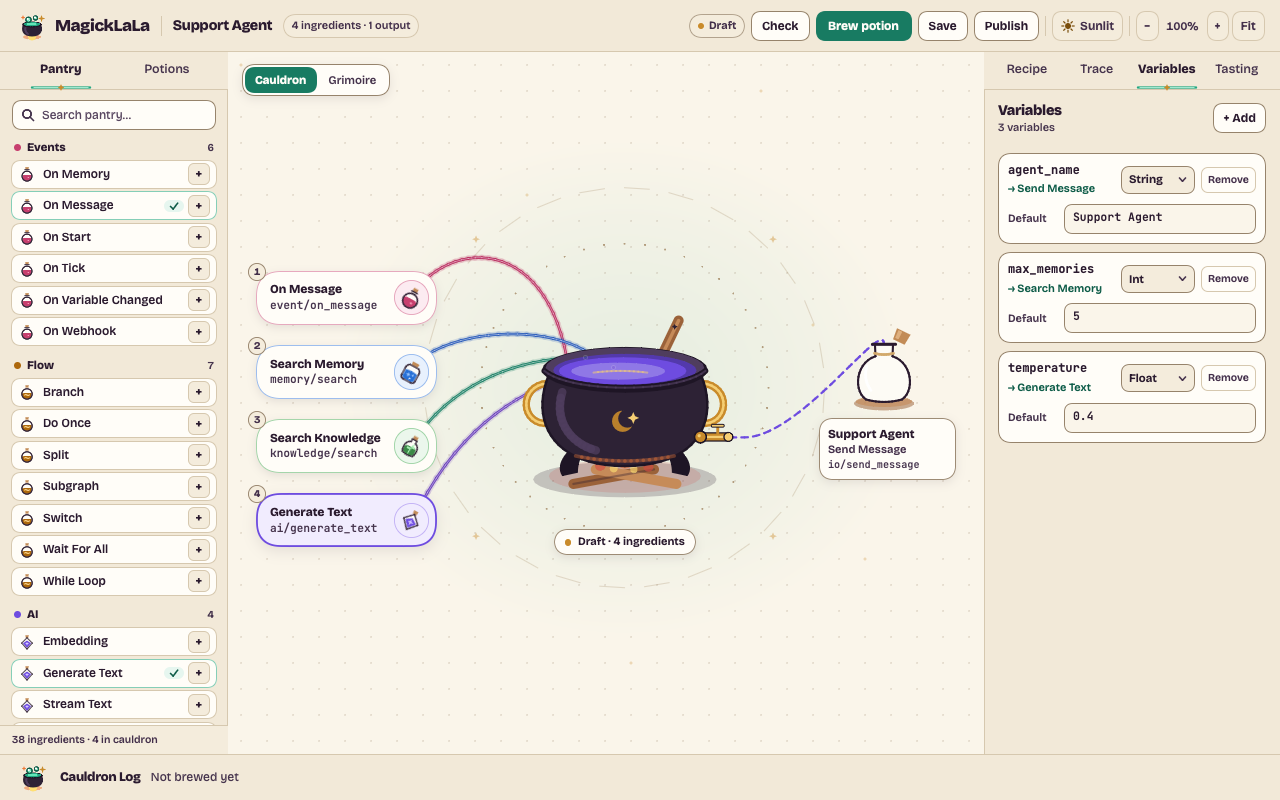 MagickLaLa
Support Agent
4 ingredients · 1 output
Draft
Check
Brew potion
Save
Publish
Sunlit
−
100%
+
Fit
Pantry
Potions
Search pantry...
Events 6
On Memory +
On Message +
On Start +
On Tick +
On Variable Changed +
On Webhook +
Flow 7
Branch +
Do Once +
Split +
Subgraph +
Switch +
Wait For All +
While Loop +
AI 4
Embedding +
Generate Text +
Stream Text +
38 ingredients · 4 in cauldron
Cauldron
Grimoire
1
On Message
event/on_message
2
Search Memory
memory/search
3
Search Knowledge
knowledge/search
4
Generate Text
ai/generate_text
Draft · 4 ingredients
Support Agent
Send Message
io/send_message
Recipe
Trace
Variables
Tasting
Variables
3 variables
+ Add
agent_name
→ Send Message
String
Remove
Default
Support Agent
max_memories
→ Search Memory
Int
Remove
Default
5
temperature
→ Generate Text
Float
Remove
Default
0.4
Cauldron Log Not brewed yet